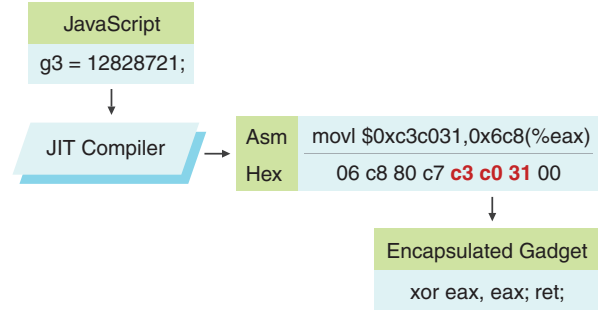 JavaScript
g3 = 12828721;
JIT Compiler
Asm movl $0xc3c031,0x6c8(%eax)
Hex 06 c8 80 c7 c3 c0 31 00
Encapsulated Gadget
xor eax, eax; ret;